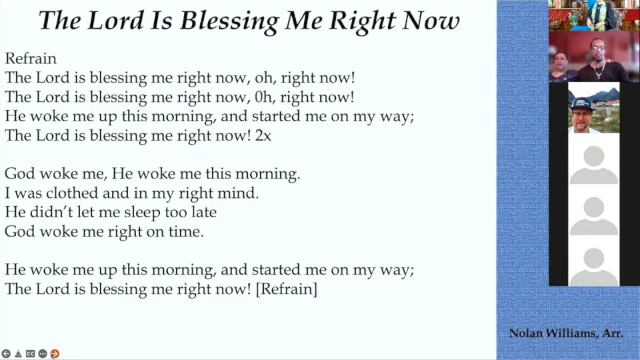 The Lord Is Blessing Me Right Now
Refrain
The Lord is blessing me right now, oh, right now!
The Lord is blessing me right now, 0h, right now!
He woke me up this morning, and started me on my way;
The Lord is blessing me right now! 2x
God woke me, He woke me this morning.
I was clothed and in my right mind.
He didn't let me sleep too late
God woke me right on time.
He woke me up this morning, and started me on my way;
The Lord is blessing me right now! [Refrain]
Nolan Williams, Arr.